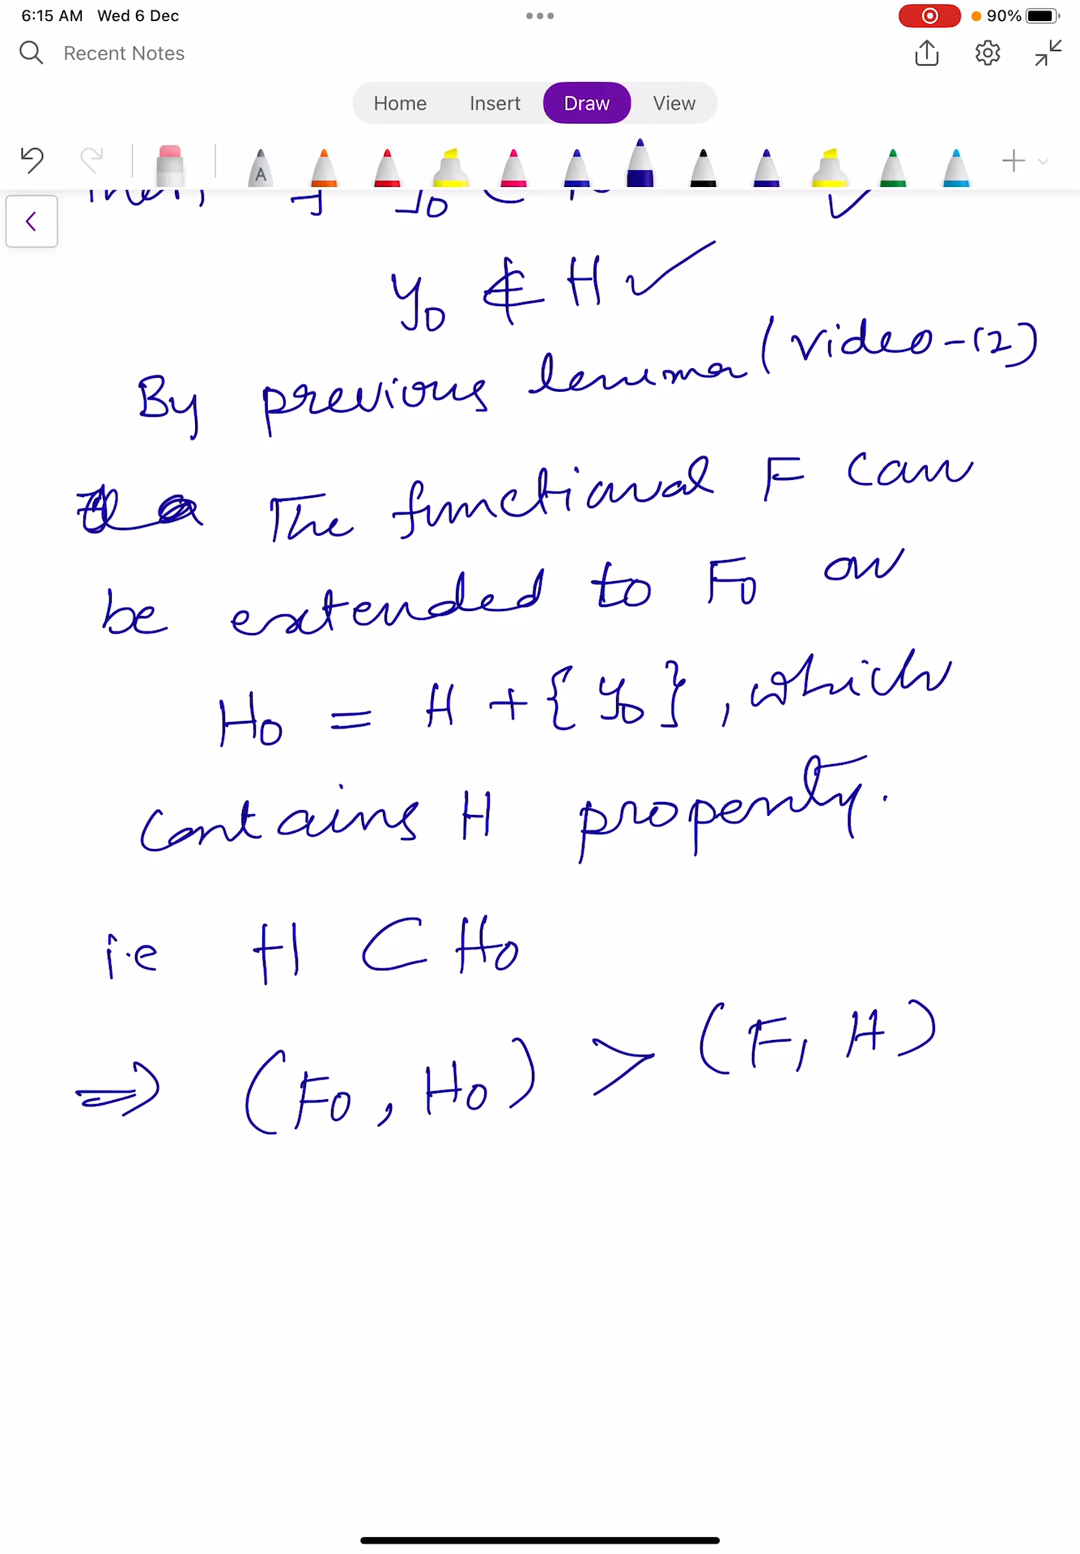 6:15 AM Wed 6 Dec
90%
Recent Notes
Home Insert Draw View
A
y₀ ∉ H ✓
By previous lemma (video-12)
The functional F can
be extended to F₀ on
H₀ = H + {y₀}, which
contains H properly.
i.e H ⊂ H₀
⇒ (F₀, H₀) > (F, H)